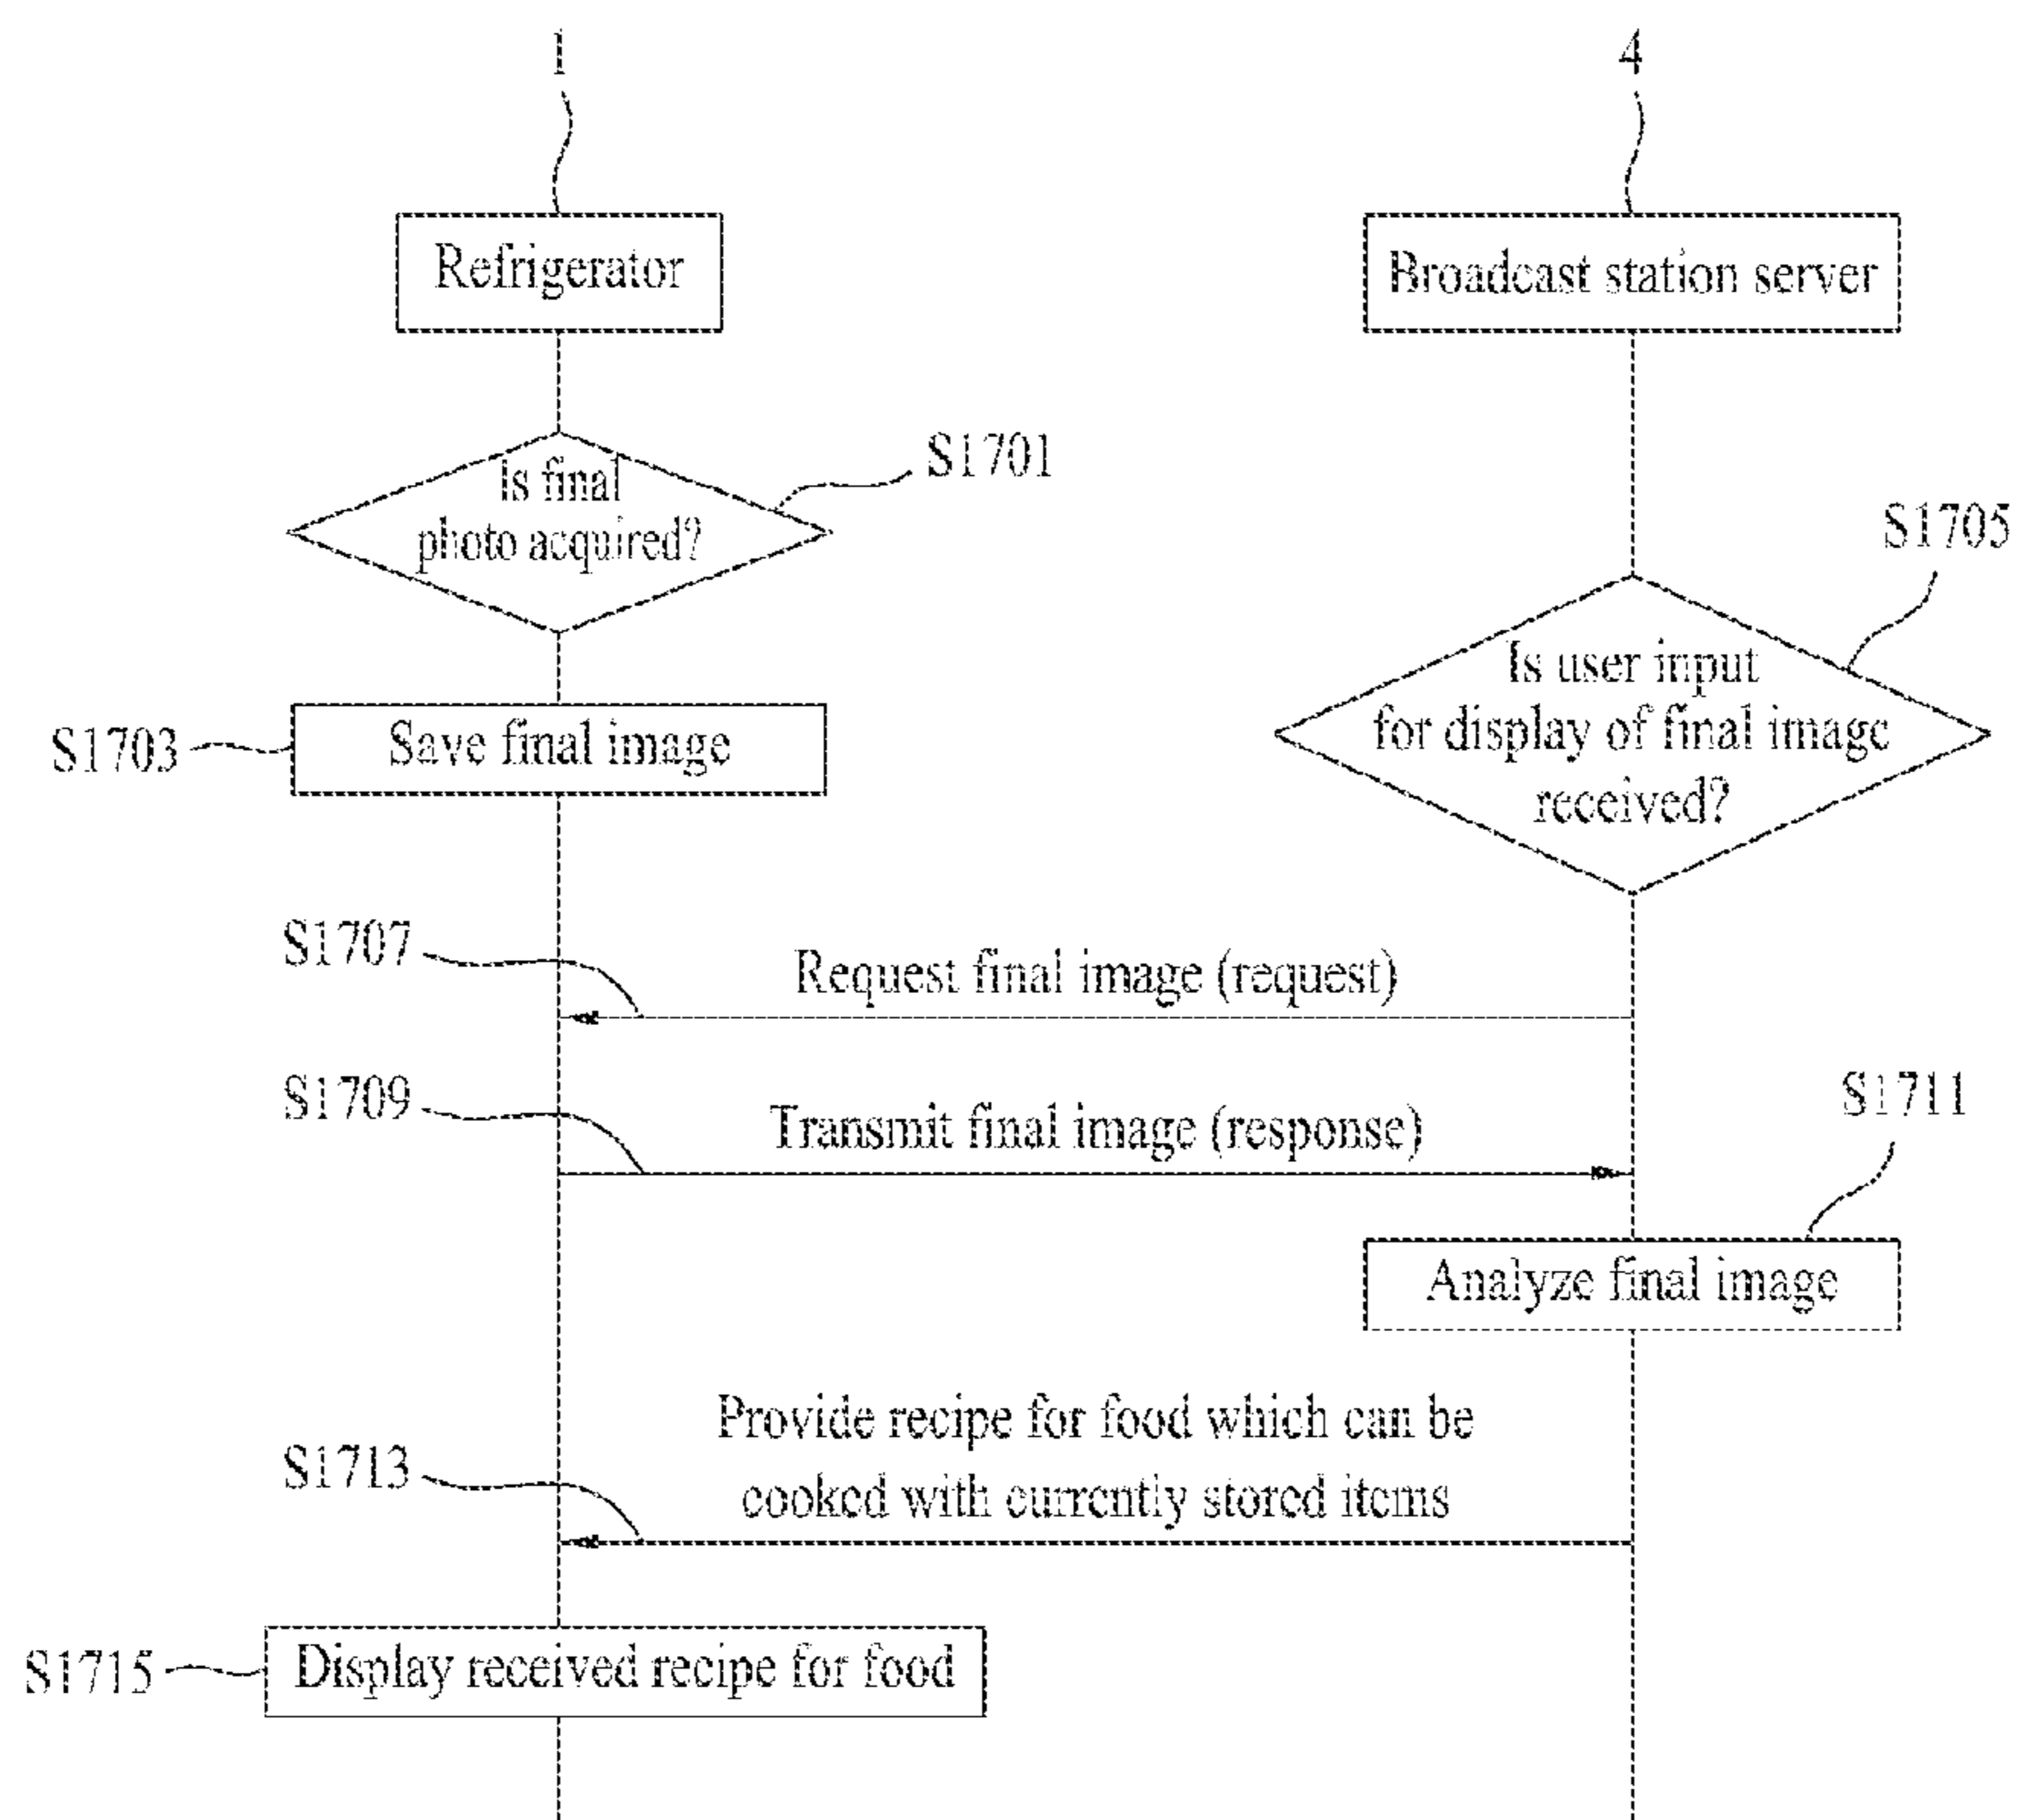 1
4
Refrigerator
Broadcast station server
Is final
photo acquired?
S1701
S1705
Is user input
for display of final image
received?
S1703
Save final image
S1707
Request final image (request)
S1709
Transmit final image (response)
S1711
Analyze final image
Provide recipe for food which can be
cooked with currently stored items
S1713
S1715
Display received recipe for food